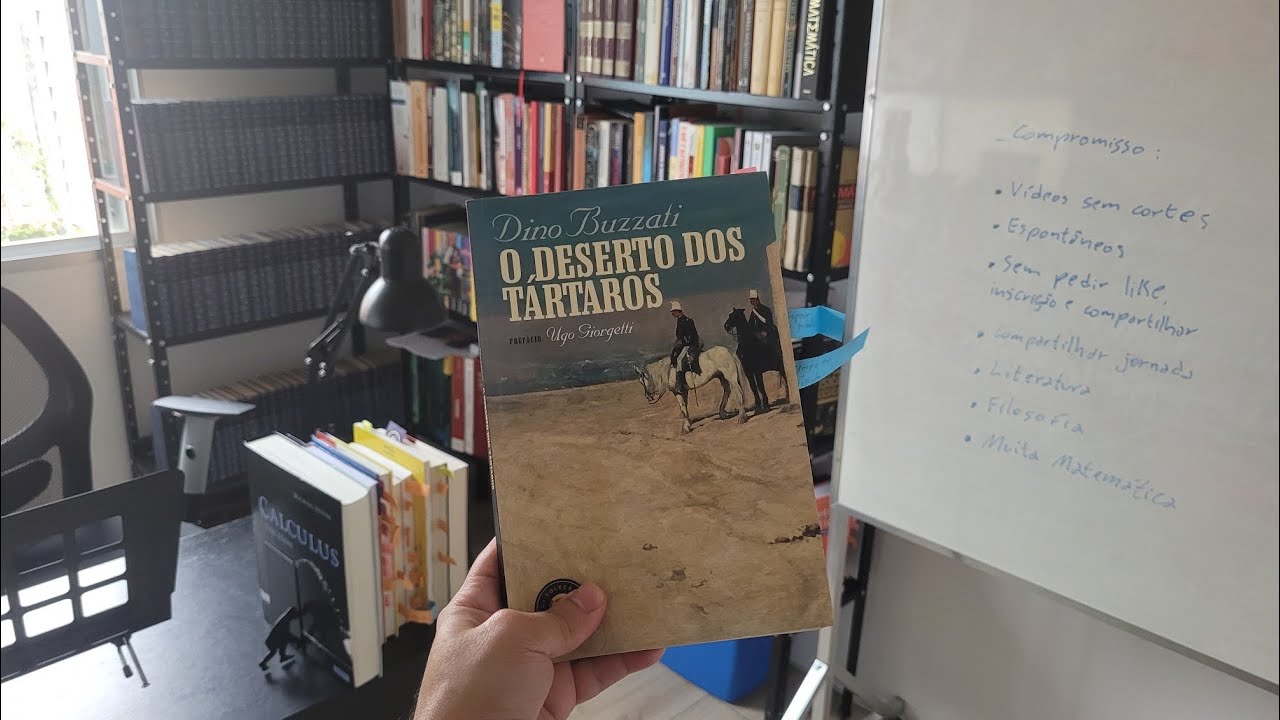 Dino Buzzati
O DESERTO DOS
TÁRTAROS
PREFÁCIO Ugo Giorgetti
CALCULUS
MATEMÁTICA
- Compromisso:
• Vídeos sem cortes
• Espontâneos
• Sem pedir like,
inscrição e compartilhar
• Compartilhar jornada
• Literatura
• Filosofia
• Muita Matemática